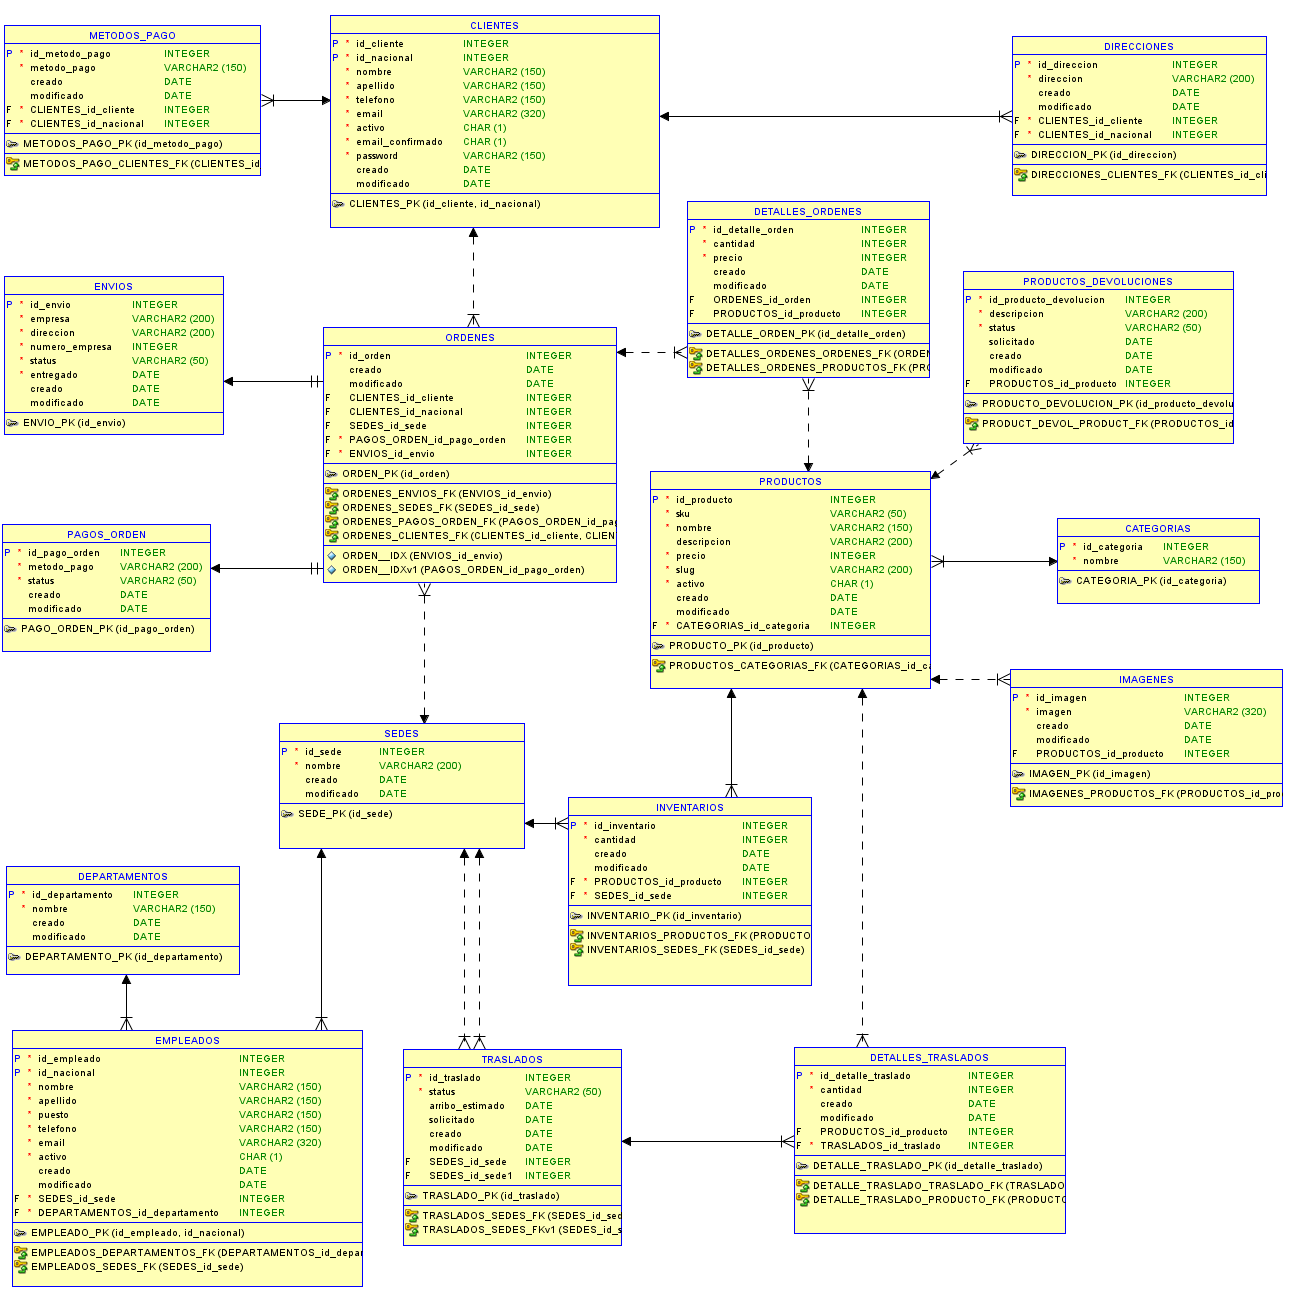 METODOS_PAGO
P * id_metodo_pago INTEGER
* metodo_pago VARCHAR2 (150)
creado DATE
modificado DATE
F * CLIENTES_id_cliente INTEGER
F * CLIENTES_id_nacional INTEGER
METODOS_PAGO_PK (id_metodo_pago)
METODOS_PAGO_CLIENTES_FK (CLIENTES_id
CLIENTES
P * id_cliente INTEGER
P * id_nacional INTEGER
* nombre VARCHAR2 (150)
* apellido VARCHAR2 (150)
* telefono VARCHAR2 (150)
* email VARCHAR2 (320)
* activo CHAR (1)
* email_confirmado CHAR (1)
* password VARCHAR2 (150)
creado DATE
modificado DATE
CLIENTES_PK (id_cliente, id_nacional)
DIRECCIONES
P * id_direccion INTEGER
* direccion VARCHAR2 (200)
creado DATE
modificado DATE
F * CLIENTES_id_cliente INTEGER
F * CLIENTES_id_nacional INTEGER
DIRECCION_PK (id_direccion)
DIRECCIONES_CLIENTES_FK (CLIENTES_id_cli
DETALLES_ORDENES
P * id_detalle_orden INTEGER
* cantidad INTEGER
* precio INTEGER
creado DATE
modificado DATE
F ORDENES_id_orden INTEGER
F PRODUCTOS_id_producto INTEGER
DETALLE_ORDEN_PK (id_detalle_orden)
DETALLES_ORDENES_ORDENES_FK (ORDEN
DETALLES_ORDENES_PRODUCTOS_FK (PRO
PRODUCTOS_DEVOLUCIONES
P * id_producto_devolucion INTEGER
* descripcion VARCHAR2 (200)
* status VARCHAR2 (50)
solicitado DATE
creado DATE
modificado DATE
F PRODUCTOS_id_producto INTEGER
PRODUCTO_DEVOLUCION_PK (id_producto_devolu
PRODUCT_DEVOL_PRODUCT_FK (PRODUCTOS_id
ENVIOS
P * id_envio INTEGER
* empresa VARCHAR2 (200)
* direccion VARCHAR2 (200)
* numero_empresa INTEGER
* status VARCHAR2 (50)
* entregado DATE
creado DATE
modificado DATE
ENVIO_PK (id_envio)
ORDENES
P * id_orden INTEGER
creado DATE
modificado DATE
F CLIENTES_id_cliente INTEGER
F CLIENTES_id_nacional INTEGER
F SEDES_id_sede INTEGER
F * PAGOS_ORDEN_id_pago_orden INTEGER
F * ENVIOS_id_envio INTEGER
ORDEN_PK (id_orden)
ORDENES_ENVIOS_FK (ENVIOS_id_envio)
ORDENES_SEDES_FK (SEDES_id_sede)
ORDENES_PAGOS_ORDEN_FK (PAGOS_ORDEN_id_pag
ORDENES_CLIENTES_FK (CLIENTES_id_cliente, CLIEN
ORDEN__IDX (ENVIOS_id_envio)
ORDEN__IDXv1 (PAGOS_ORDEN_id_pago_orden)
PAGOS_ORDEN
P * id_pago_orden INTEGER
* metodo_pago VARCHAR2 (200)
* status VARCHAR2 (50)
creado DATE
modificado DATE
PAGO_ORDEN_PK (id_pago_orden)
PRODUCTOS
P * id_producto INTEGER
* sku VARCHAR2 (50)
* nombre VARCHAR2 (150)
descripcion VARCHAR2 (200)
* precio INTEGER
* slug VARCHAR2 (200)
* activo CHAR (1)
creado DATE
modificado DATE
F * CATEGORIAS_id_categoria INTEGER
PRODUCTO_PK (id_producto)
PRODUCTOS_CATEGORIAS_FK (CATEGORIAS_id_ca
CATEGORIAS
P * id_categoria INTEGER
* nombre VARCHAR2 (150)
CATEGORIA_PK (id_categoria)
IMAGENES
P * id_imagen INTEGER
* imagen VARCHAR2 (320)
creado DATE
modificado DATE
F PRODUCTOS_id_producto INTEGER
IMAGEN_PK (id_imagen)
IMAGENES_PRODUCTOS_FK (PRODUCTOS_id_pro
SEDES
P * id_sede INTEGER
* nombre VARCHAR2 (200)
creado DATE
modificado DATE
SEDE_PK (id_sede)
INVENTARIOS
P * id_inventario INTEGER
* cantidad INTEGER
creado DATE
modificado DATE
F * PRODUCTOS_id_producto INTEGER
F * SEDES_id_sede INTEGER
INVENTARIO_PK (id_inventario)
INVENTARIOS_PRODUCTOS_FK (PRODUCTO
INVENTARIOS_SEDES_FK (SEDES_id_sede)
DEPARTAMENTOS
P * id_departamento INTEGER
* nombre VARCHAR2 (150)
creado DATE
modificado DATE
DEPARTAMENTO_PK (id_departamento)
EMPLEADOS
P * id_empleado INTEGER
P * id_nacional INTEGER
* nombre VARCHAR2 (150)
* apellido VARCHAR2 (150)
* puesto VARCHAR2 (150)
* telefono VARCHAR2 (150)
* email VARCHAR2 (320)
* activo CHAR (1)
creado DATE
modificado DATE
F * SEDES_id_sede INTEGER
F * DEPARTAMENTOS_id_departamento INTEGER
EMPLEADO_PK (id_empleado, id_nacional)
EMPLEADOS_DEPARTAMENTOS_FK (DEPARTAMENTOS_id_depar
EMPLEADOS_SEDES_FK (SEDES_id_sede)
TRASLADOS
P * id_traslado INTEGER
* status VARCHAR2 (50)
arribo_estimado DATE
solicitado DATE
creado DATE
modificado DATE
F SEDES_id_sede INTEGER
F SEDES_id_sede1 INTEGER
TRASLADO_PK (id_traslado)
TRASLADOS_SEDES_FK (SEDES_id_sed
TRASLADOS_SEDES_FKv1 (SEDES_id_s
DETALLES_TRASLADOS
P * id_detalle_traslado INTEGER
* cantidad INTEGER
creado DATE
modificado DATE
F PRODUCTOS_id_producto INTEGER
F * TRASLADOS_id_traslado INTEGER
DETALLE_TRASLADO_PK (id_detalle_traslado)
DETALLE_TRASLADO_TRASLADO_FK (TRASLADO
DETALLE_TRASLADO_PRODUCTO_FK (PRODUCTO